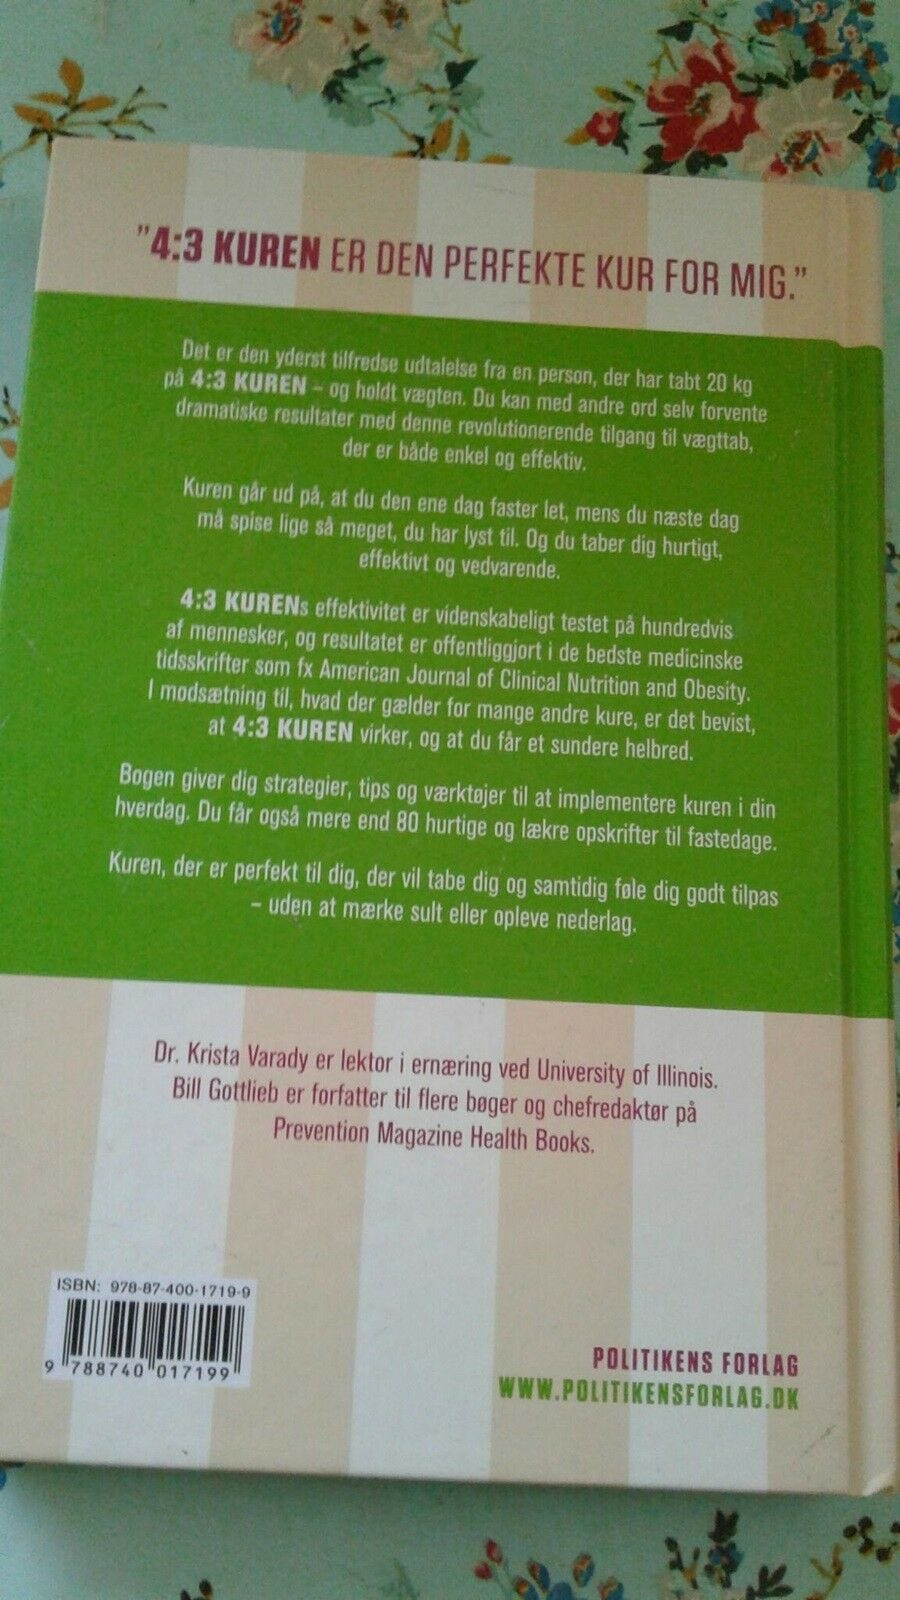 "4:3 KUREN ER DEN PERFEKTE KUR FOR MIG."
Det er den yderst tilfredse udtalelse fra en person, der har tabt 20 kg
på 4:3 KUREN – og holdt vægten. Du kan med andre ord selv forvente
dramatiske resultater med denne revolutionerende tilgang til vægttab,
der er både enkel og effektiv.
Kuren går ud på, at du den ene dag faster let, mens du næste dag
må spise lige så meget, du har lyst til. Og du taber dig hurtigt,
effektivt og vedvarende.
4:3 KURENs effektivitet er videnskabeligt testet på hundredvis
af mennesker, og resultatet er offentliggjort i de bedste medicinske
tidsskrifter som fx American Journal of Clinical Nutrition and Obesity.
I modsætning til, hvad der gælder for mange andre kure, er det bevist,
at 4:3 KUREN virker, og at du får et sundere helbred.
Bogen giver dig strategier, tips og værktøjer til at implementere kuren i din
hverdag. Du får også mere end 80 hurtige og lækre opskrifter til fastedage.
Kuren, der er perfekt til dig, der vil tabe dig og samtidig føle dig godt tilpas
– uden at mærke sult eller opleve nederlag.
Dr. Krista Varady er lektor i ernæring ved University of Illinois.
Bill Gottlieb er forfatter til flere bøger og chefredaktør på
Prevention Magazine Health Books.
ISBN: 978-87-400-1719-9
9 788740 017199
POLITIKENS FORLAG
WWW.POLITIKENSFORLAG.DK